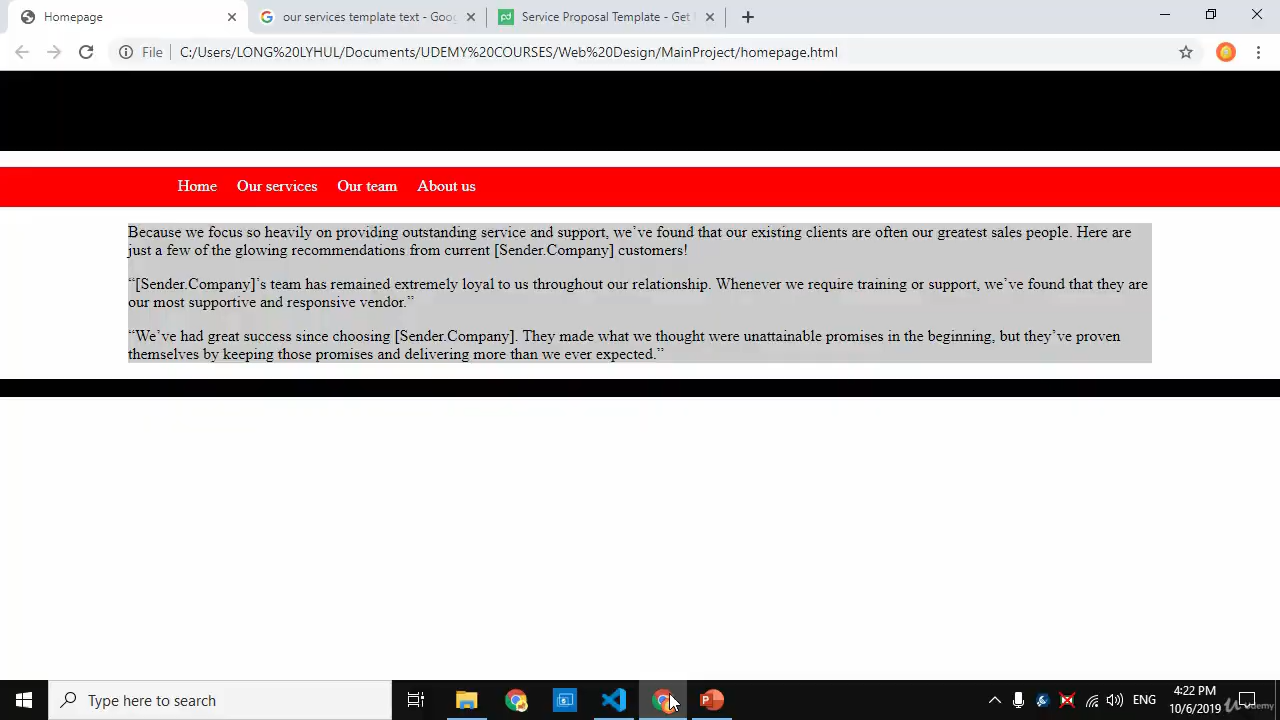 Homepage
our services template text - Goo
Service Proposal Template - Get
File C:/Users/LONG%20LYHUL/Documents/UDEMY%20COURSES/Web%20Design/MainProject/homepage.html
Home Our services Our team About us
Because we focus so heavily on providing outstanding service and support, we’ve found that our existing clients are often our greatest sales people. Here are
just a few of the glowing recommendations from current [Sender.Company] customers!
“[Sender.Company]’s team has remained extremely loyal to us throughout our relationship. Whenever we require training or support, we’ve found that they are
our most supportive and responsive vendor.”
“We’ve had great success since choosing [Sender.Company]. They made what we thought were unattainable promises in the beginning, but they’ve proven
themselves by keeping those promises and delivering more than we ever expected.”
Type here to search
ENG
4:22 PM
10/6/2019
Udemy